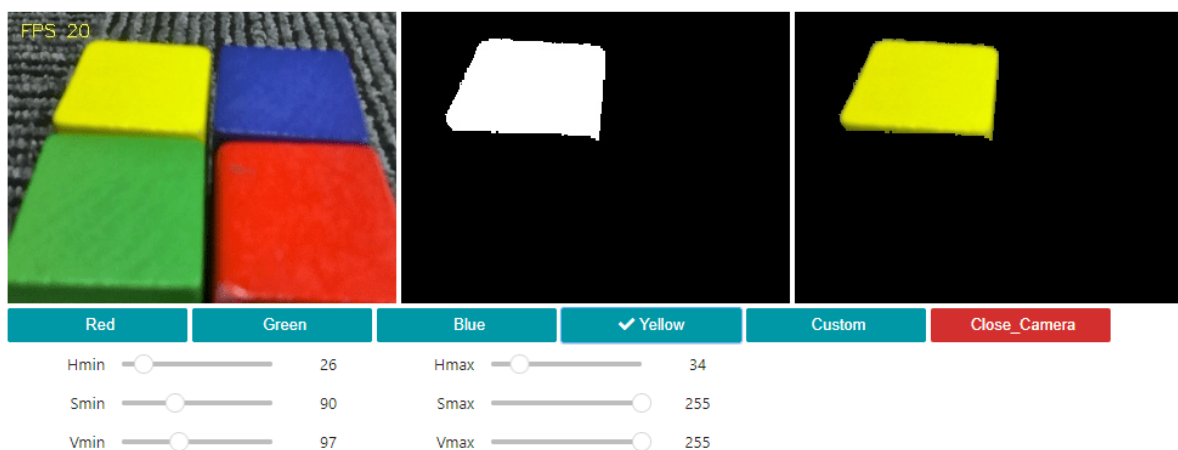 FPS 20
Red Green Blue ✔ Yellow Custom Close_Camera
Hmin 26 Hmax 34
Smin 90 Smax 255
Vmin 97 Vmax 255